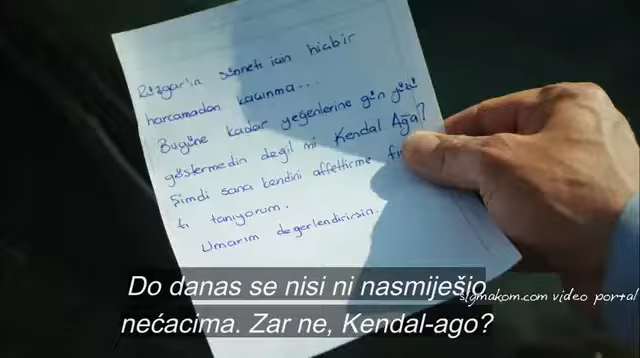 Rüzgar'ın sünneti için hiçbir
harcamadan kaçınma...
Bugüne kadar yeğenlerine gün yüzü
göstermedin değil mi Kendal Ağa?
Şimdi sana kendini affettirme
tanıyorum.
Umarım değerlendirirsin.
Do danas se nisi ni nasmiješio
nećacima. Zar ne, Kendal-ago?
sigmakom.com video portal